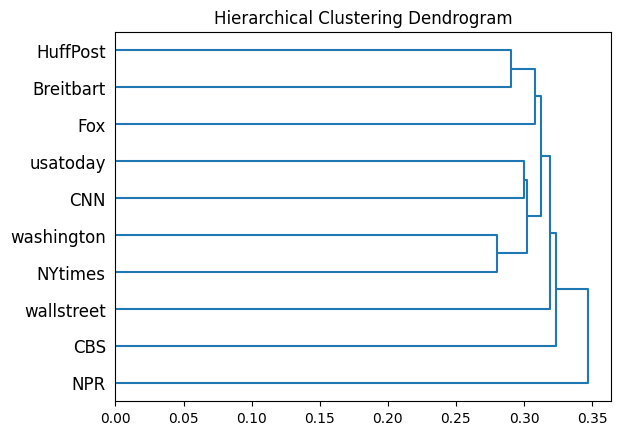 Hierarchical Clustering Dendrogram
HuffPost
Breitbart
Fox
usatoday
CNN
washington
NYtimes
wallstreet
CBS
NPR
0.00 0.05 0.10 0.15 0.20 0.25 0.30 0.35